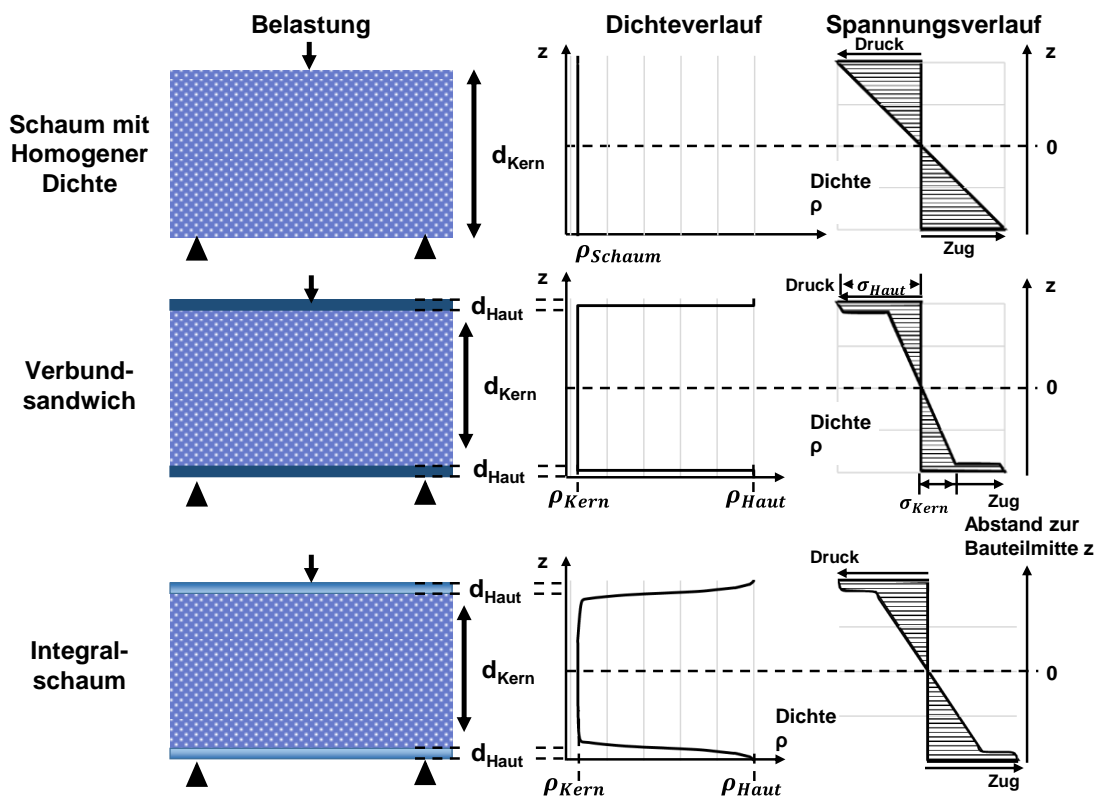 Belastung
Dichteverlauf
Spannungsverlauf
Schaum mit
Homogener
Dichte
d_Kern
z
Dichte
ρ
ρ_Schaum
Druck
z
0
Zug
Verbund-
sandwich
d_Haut
d_Kern
d_Haut
z
ρ_Kern
ρ_Haut
Dichte
ρ
Druck
σ_Haut
z
0
σ_Kern
Zug
Abstand zur
Bauteilmitte z
Integral-
schaum
d_Haut
d_Kern
d_Haut
z
Dichte
ρ
ρ_Kern
ρ_Haut
Druck
0
Zug